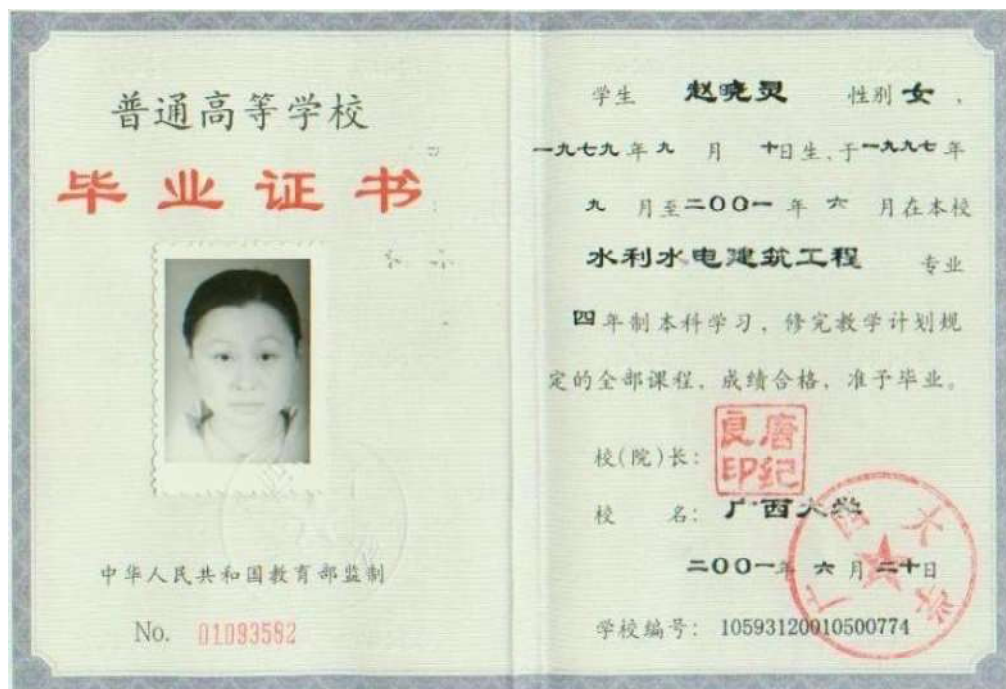 普通高等学校
毕业证书
中华人民共和国教育部监制
No. 01093592
学生 赵晓灵 性别 女，
一九七九年九月十日生，于一九九七年
九月至二〇〇一年六月在本校
水利水电建筑工程 专业
四年制本科学习，修完教学计划规
定的全部课程，成绩合格，准予毕业。
校(院)长：
唐纪良印
校名：广西大学
二〇〇一年六月二十日
广西大学
学校编号：10593120010500774